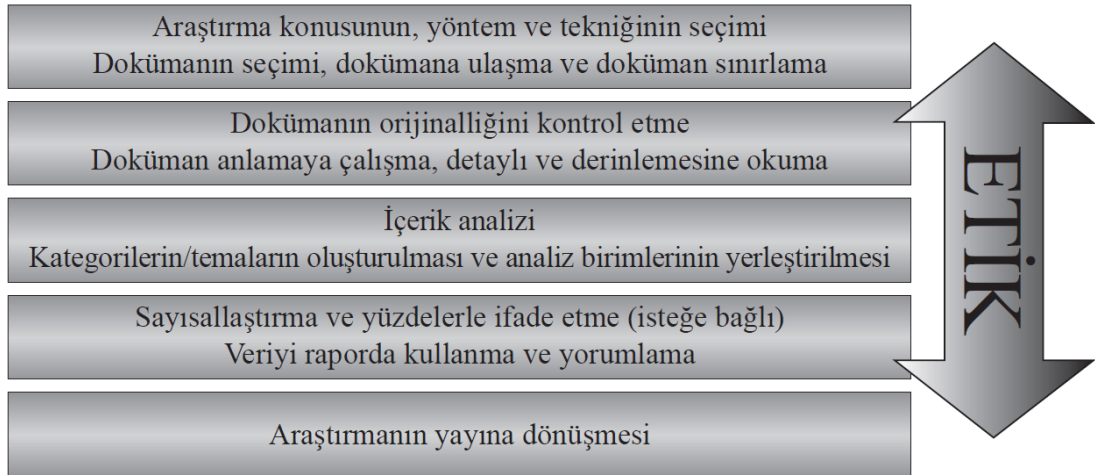 Araştırma konusunun, yöntem ve tekniğinin seçimi
Dokümanın seçimi, dokümana ulaşma ve doküman sınırlama
Dokümanın orijinalliğini kontrol etme
Doküman anlamaya çalışma, detaylı ve derinlemesine okuma
İçerik analizi
Kategorilerin/temaların oluşturulması ve analiz birimlerinin yerleştirilmesi
Sayısallaştırma ve yüzdelerle ifade etme (isteğe bağlı)
Veriyi raporda kullanma ve yorumlama
Araştırmanın yayına dönüşmesi
ETİK